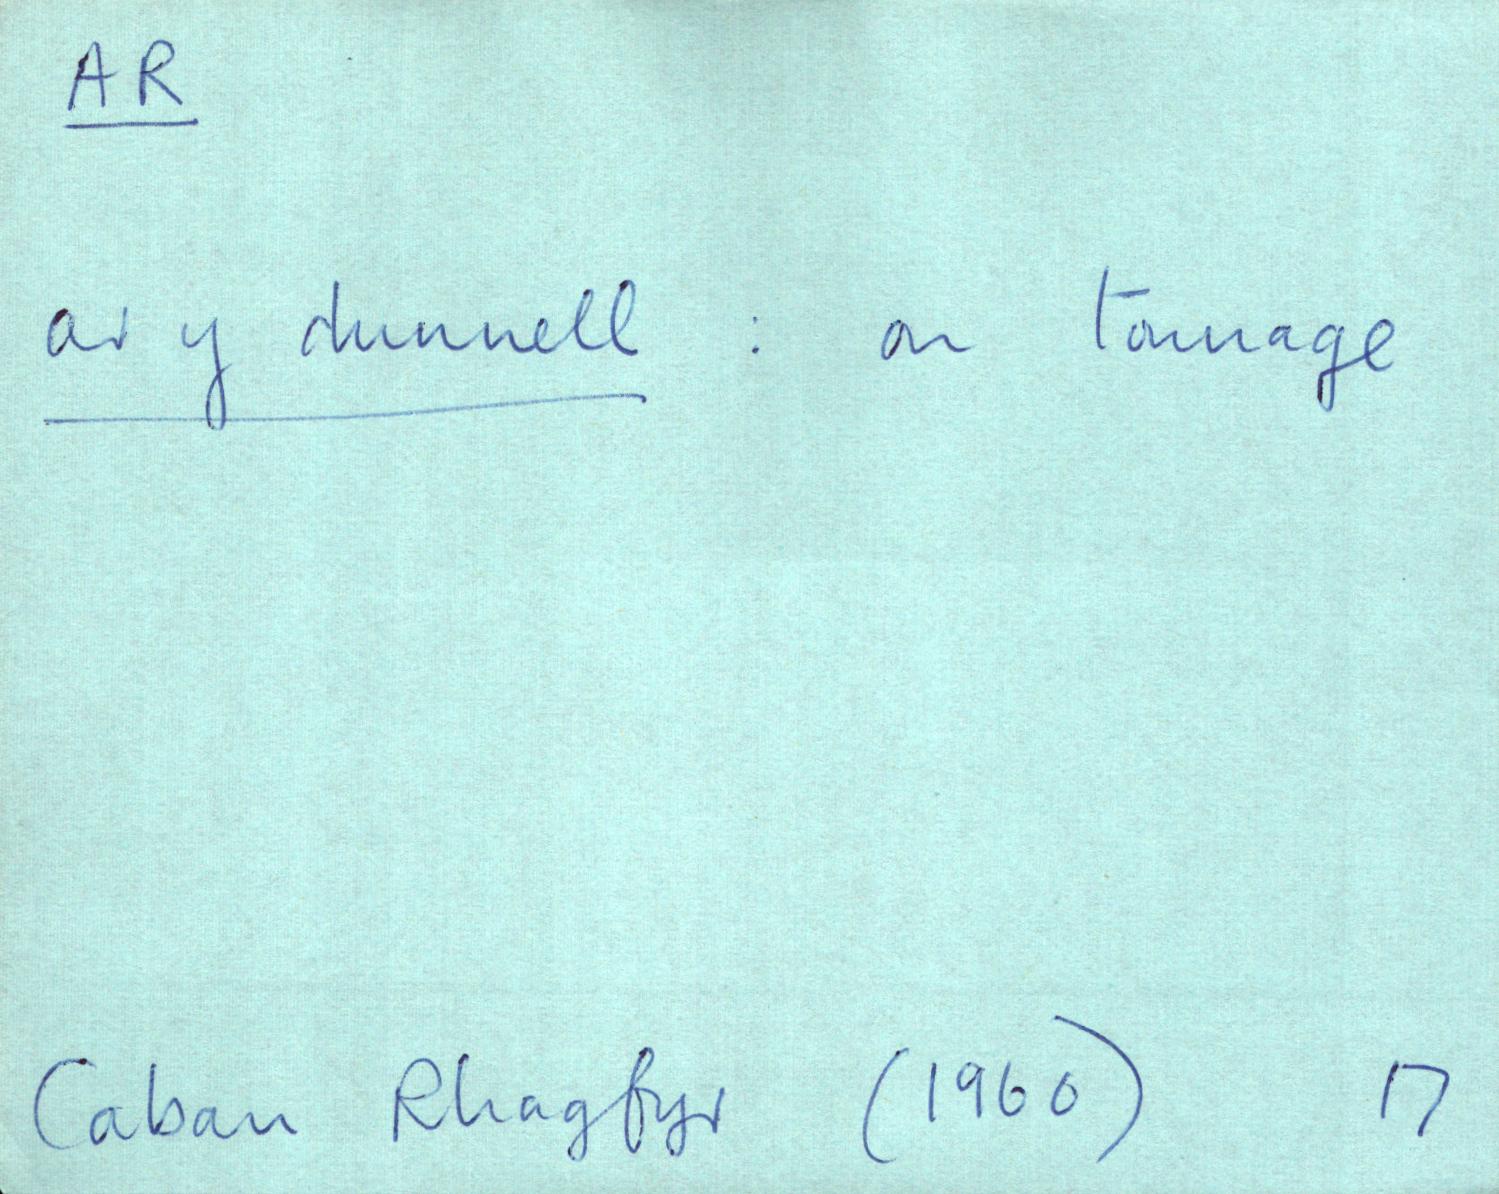 AR
ar y dunnell : on tonnage
Caban Rhagfyr (1960) 17